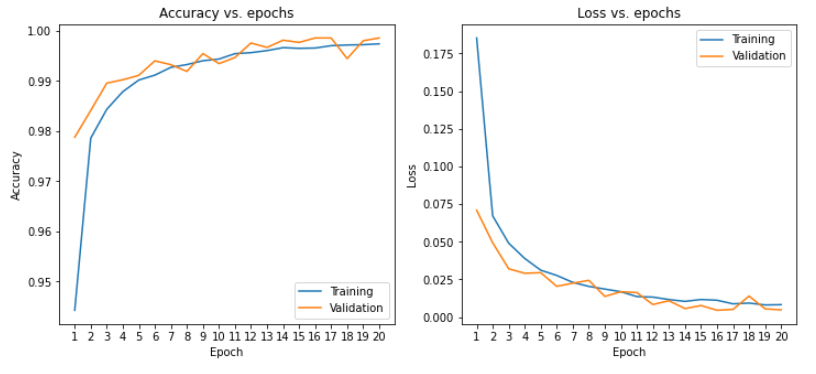 Accuracy vs. epochs
1.00
0.99
0.98
0.97
0.96
0.95
Accuracy
Training
Validation
1 2 3 4 5 6 7 8 9 10 11 12 13 14 15 16 17 18 19 20
Epoch
Loss vs. epochs
Training
Validation
0.175
0.150
0.125
0.100
0.075
0.050
0.025
0.000
Loss
1 2 3 4 5 6 7 8 9 10 11 12 13 14 15 16 17 18 19 20
Epoch